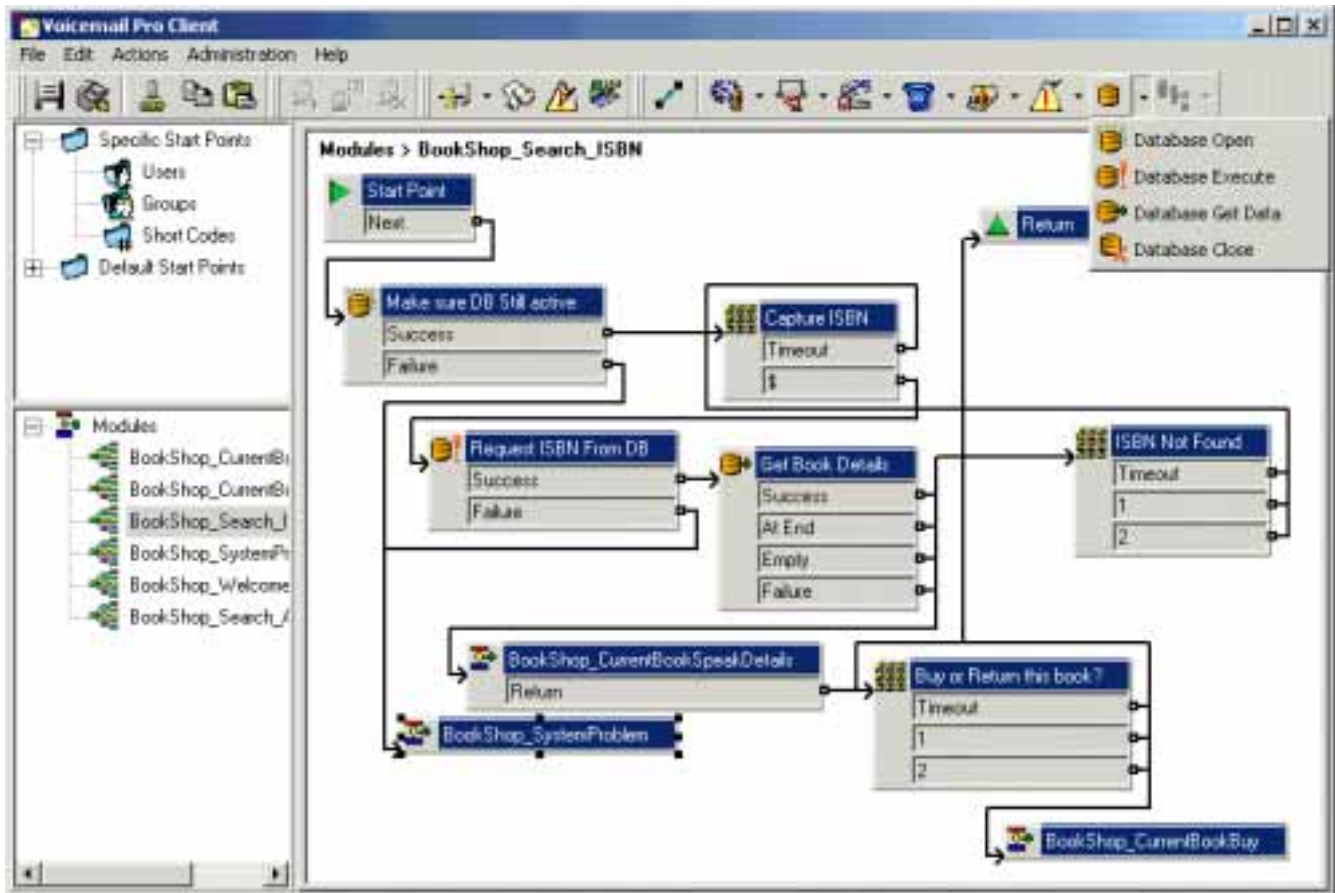 Voicemail Pro Client
File Edit Actions Administration Help
Specific Start Points
Users
Groups
Short Codes
Default Start Points
Modules
BookShop_CurrentB
BookShop_CurrentB
BookShop_Search_I
BookShop_SystemPr
BookShop_Welcome
BookShop_Search_A
Modules > BookShop_Search_ISBN
Start Point
Next
Make sure DB Still active
Success
Failure
Capture ISBN
Timeout
$
Return
Database Open
Database Execute
Database Get Data
Database Close
Request ISBN From DB
Success
Failure
Get Book Details
Success
At End
Empty
Failure
ISBN Not Found
Timeout
1
2
BookShop_CurrentBookSpeakDetails
Return
BookShop_SystemProblem
Buy or Return this book?
Timeout
1
2
BookShop_CurrentBookBuy